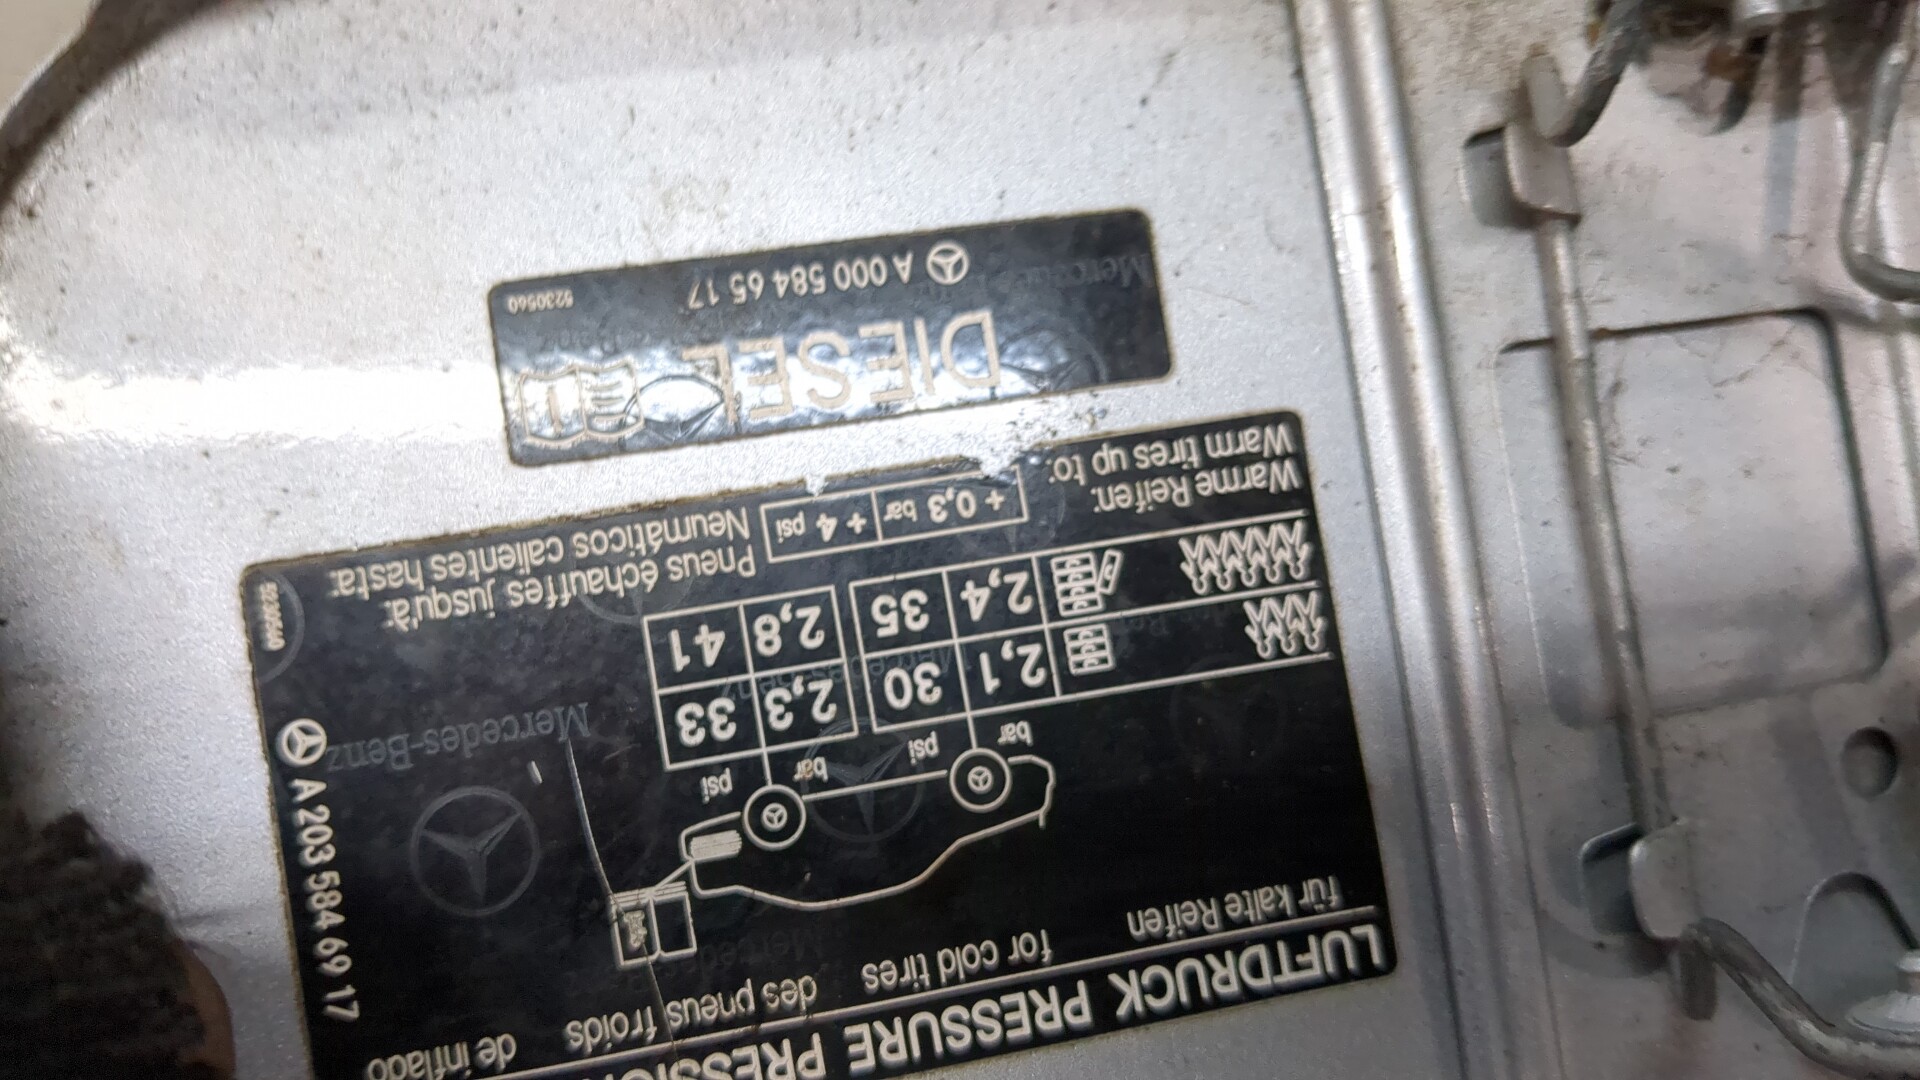 LUFTDRUCK PRESSURE
für kalte Reifen for cold tires des pneus froids de inflado
bar psi bar psi
2,1 30 2,3 33
2,4 35 2,8 41
Warme Reifen: + 0,3 bar + 4 psi Pneus échauffes jusqu'à:
Warm tires up to: Neumáticos calientes hasta:
A 203 584 69 17
Mercedes-Benz
DIESEL
A 000 584 65 17